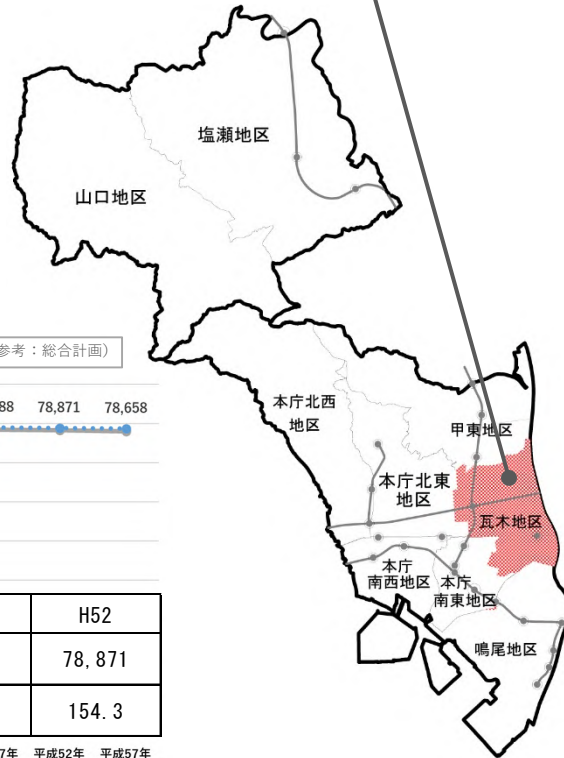 塩瀬地区
山口地区
参考：総合計画）
88 78,871 78,658
本庁北西
地区
甲東地区
本庁北東
地区
瓦木地区
本庁
南西地区
本庁
南東地区
鳴尾地区
H52
78,871
154.3
7年 平成52年 平成57年